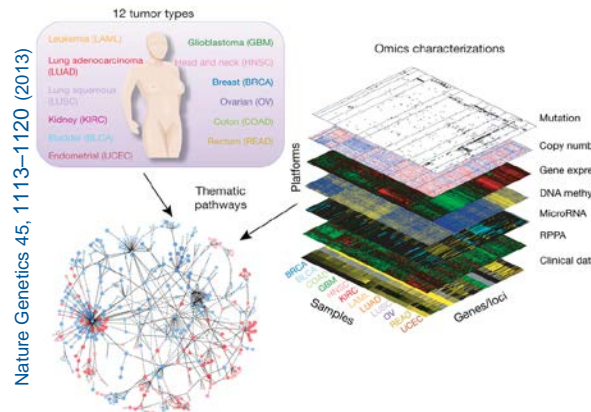 Nature Genetics 45, 1113–1120 (2013)
12 tumor types
Leukemia (LAML)
Lung adenocarcinoma
(LUAD)
Lung squamous
(LUSC)
Kidney (KIRC)
Bladder (BLCA)
Endometrial (UCEC)
Glioblastoma (GBM)
Head and neck (HNSC)
Breast (BRCA)
Ovarian (OV)
Colon (COAD)
Rectum (READ)
Thematic
pathways
Omics characterizations
Mutation
Copy numb
Gene expre
DNA methy
MicroRNA
RPPA
Clinical dat
Platforms
BRCA
BLCA
COAD
GBM
HNSC
KIRC
LAML
LUAD
LUSC
OV
READ
UCEC
Samples
Genes/loci